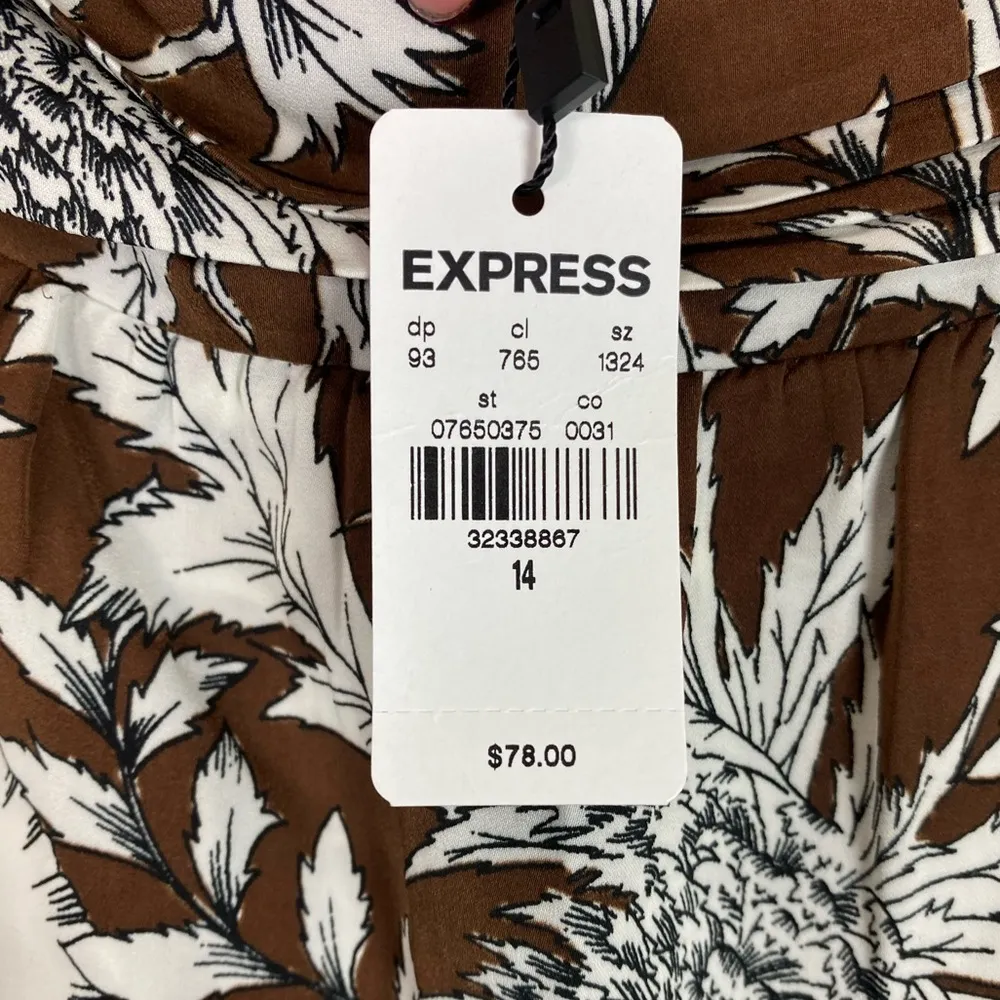 EXPRESS
dp cl sz
93 765 1324
st co
07650375 0031
32338867
14
$78.00